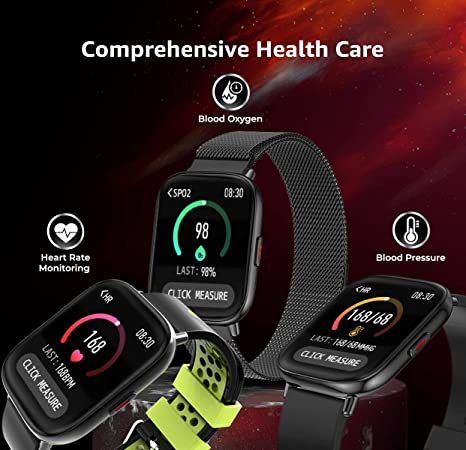 Comprehensive Health Care
Blood Oxygen
<SPO2 08:30
98
LAST: 98%
CLICK MEASURE
Heart Rate
Monitoring
<HR 08:30
168
LAST: 168BPM
CLICK MEASURE
Blood Pressure
<HR 08:30
168/68
LAST: 168/68MMHG
CLICK MEASURE